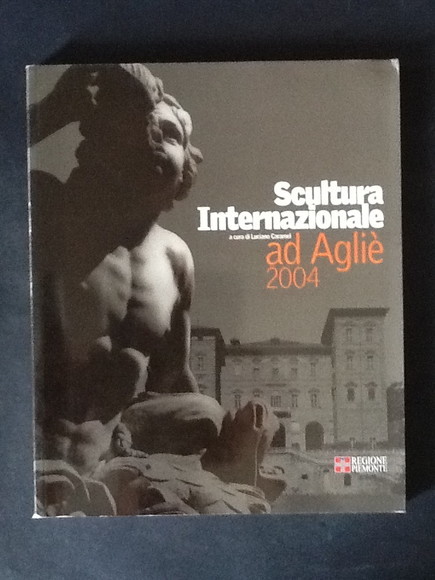 Scultura
Internazionale
a cura di Luciano Caramel
ad Agliè
2004
REGIONE
PIEMONTE